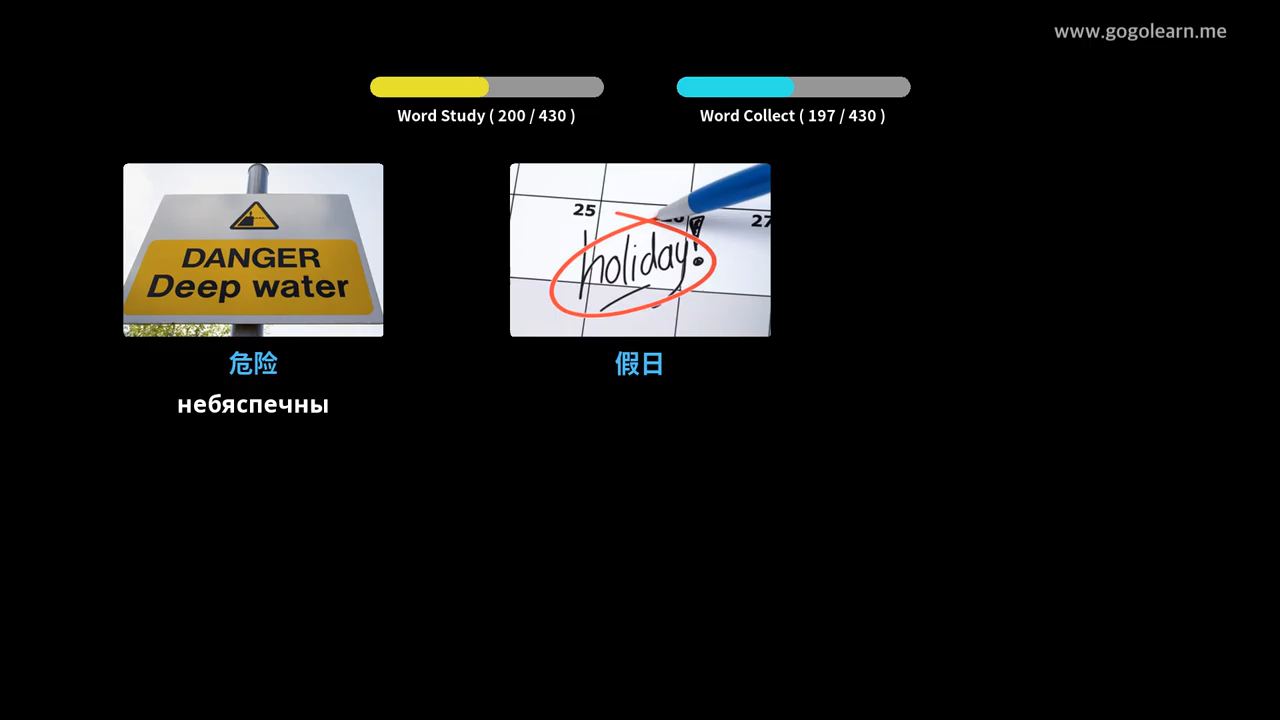 www.gogolearn.me
Word Study ( 200 / 430 )
Word Collect ( 197 / 430 )
DANGER
Deep water
25
27
holiday!
危险
假日
небяспечны